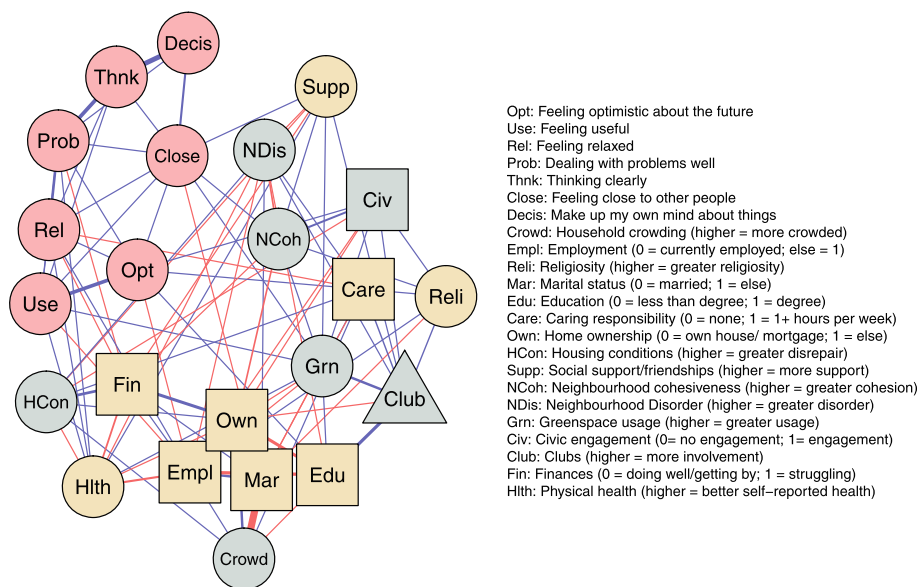 Decis
Thnk
Supp
Prob
Close
NDis
Civ
Rel
NCoh
Opt
Care
Reli
Use
Grn
Fin
HCon
Club
Own
Empl
Mar
Edu
Hlth
Crowd
Opt: Feeling optimistic about the future
Use: Feeling useful
Rel: Feeling relaxed
Prob: Dealing with problems well
Thnk: Thinking clearly
Close: Feeling close to other people
Decis: Make up my own mind about things
Crowd: Household crowding (higher = more crowded)
Empl: Employment (0 = currently employed; else = 1)
Reli: Religiosity (higher = greater religiosity)
Mar: Marital status (0 = married; 1 = else)
Edu: Education (0 = less than degree; 1 = degree)
Care: Caring responsibility (0 = none; 1 = 1+ hours per week)
Own: Home ownership (0 = own house/ mortgage; 1 = else)
HCon: Housing conditions (higher = greater disrepair)
Supp: Social support/friendships (higher = more support)
NCoh: Neighbourhood cohesiveness (higher = greater cohesion)
NDis: Neighbourhood Disorder (higher = greater disorder)
Grn: Greenspace usage (higher = greater usage)
Civ: Civic engagement (0= no engagement; 1= engagement)
Club: Clubs (higher = more involvement)
Fin: Finances (0 = doing well/getting by; 1 = struggling)
Hlth: Physical health (higher = better self−reported health)